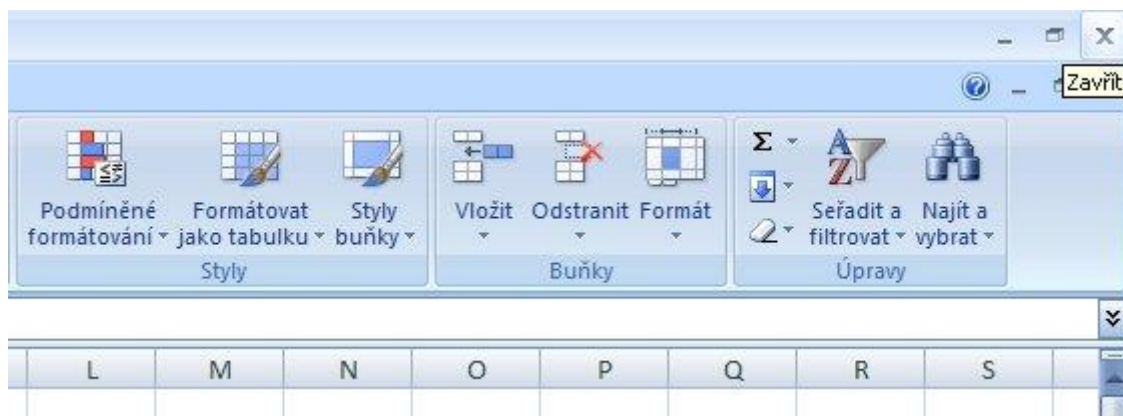 Zavřít
Podmíněné formátování
Formátovat jako tabulku
Styly buňky
Vložit
Odstranit
Formát
Σ
Seřadit a filtrovat
Najít a vybrat
Styly
Buňky
Úpravy
L M N O P Q R S